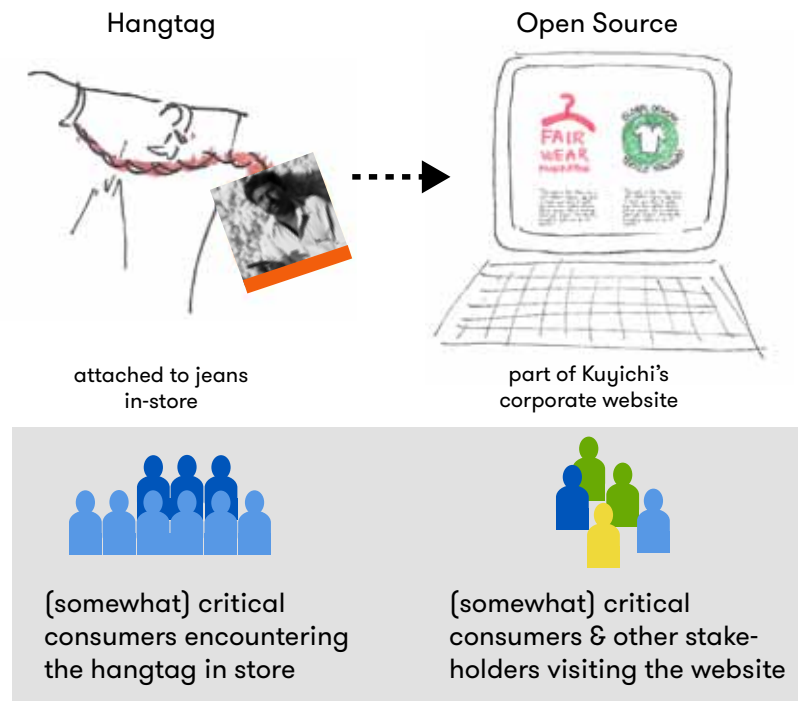 Hangtag
Open Source
FAIR
WEAR
attached to jeans
in-store
part of Kuyichi's
corporate website
(somewhat) critical
consumers encountering
the hangtag in store
(somewhat) critical
consumers & other stake-
holders visiting the website